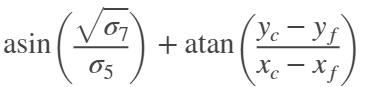 asin(√σ₇ / σ₅) + atan((y_c − y_f) / (x_c − x_f))